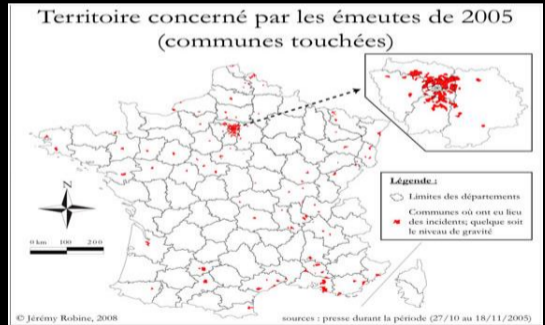 Territoire concerné par les émeutes de 2005
(communes touchées)
N
0 km 100 200
Légende :
Limites des départements
Communes où ont eu lieu
des incidents; quelque soit
le niveau de gravité
© Jérémy Robine, 2008
sources : presse durant la période (27/10 au 18/11/2005)